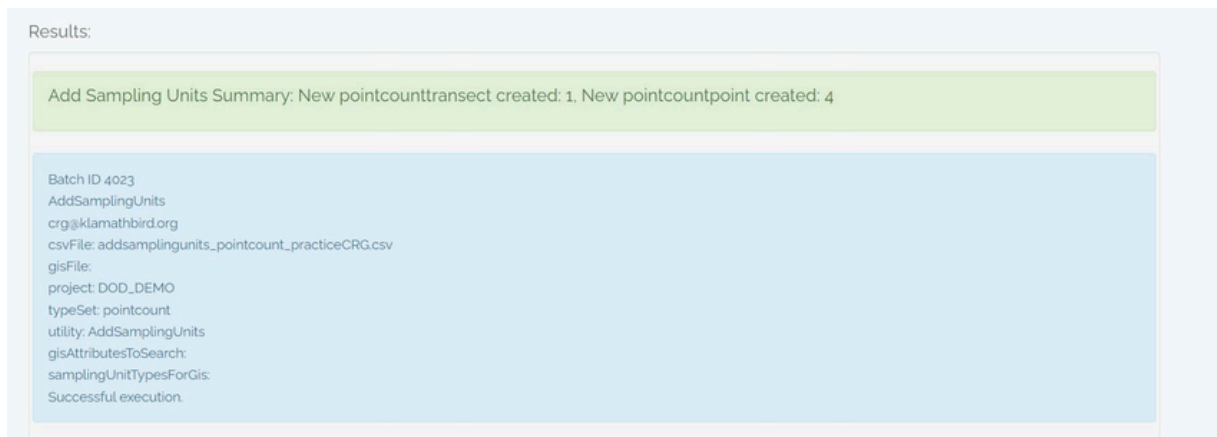 Results:
Add Sampling Units Summary: New pointcounttransect created: 1, New pointcountpoint created: 4
Batch ID 4023
AddSamplingUnits
crg@klamathbird.org
csvFile: addsamplingunits_pointcount_practiceCRG.csv
gisFile:
project: DOD_DEMO
typeSet: pointcount
utility: AddSamplingUnits
gisAttributesToSearch:
samplingUnitTypesForGis:
Successful execution.